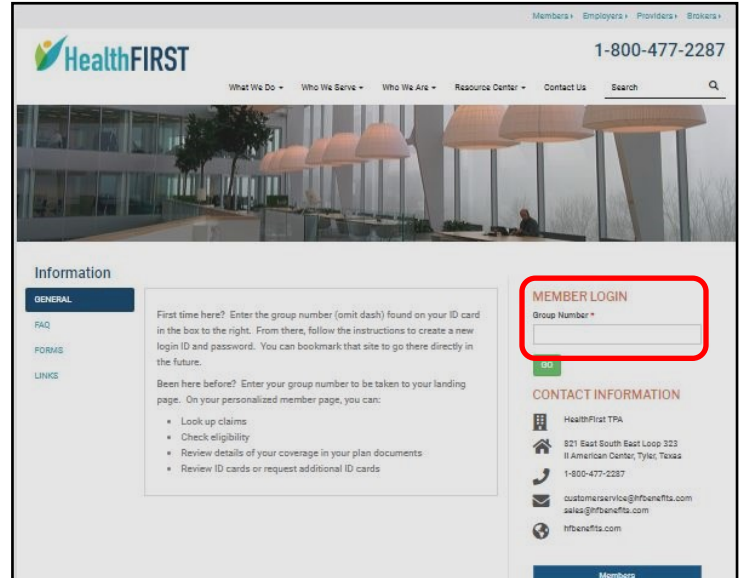 Members› Employers› Providers› Brokers›
HealthFIRST
1-800-477-2287
What We Do
Who We Serve
Who We Are
Resource Center
Contact Us
Search
Information
GENERAL
FAQ
FORMS
LINKS
First time here? Enter the group number (omit dash) found on your ID card
in the box to the right. From there, follow the instructions to create a new
login ID and password. You can bookmark that site to go there directly in
the future.
Been here before? Enter your group number to be taken to your landing
page. On your personalized member page, you can:
• Look up claims
• Check eligibility
• Review details of your coverage in your plan documents
• Review ID cards or request additional ID cards
MEMBER LOGIN
Group Number *
GO
CONTACT INFORMATION
HealthFirst TPA
821 East South East Loop 323
II American Center, Tyler, Texas
1-800-477-2287
customerservice@hfbenefits.com
sales@hfbenefits.com
hfbenefits.com
Members